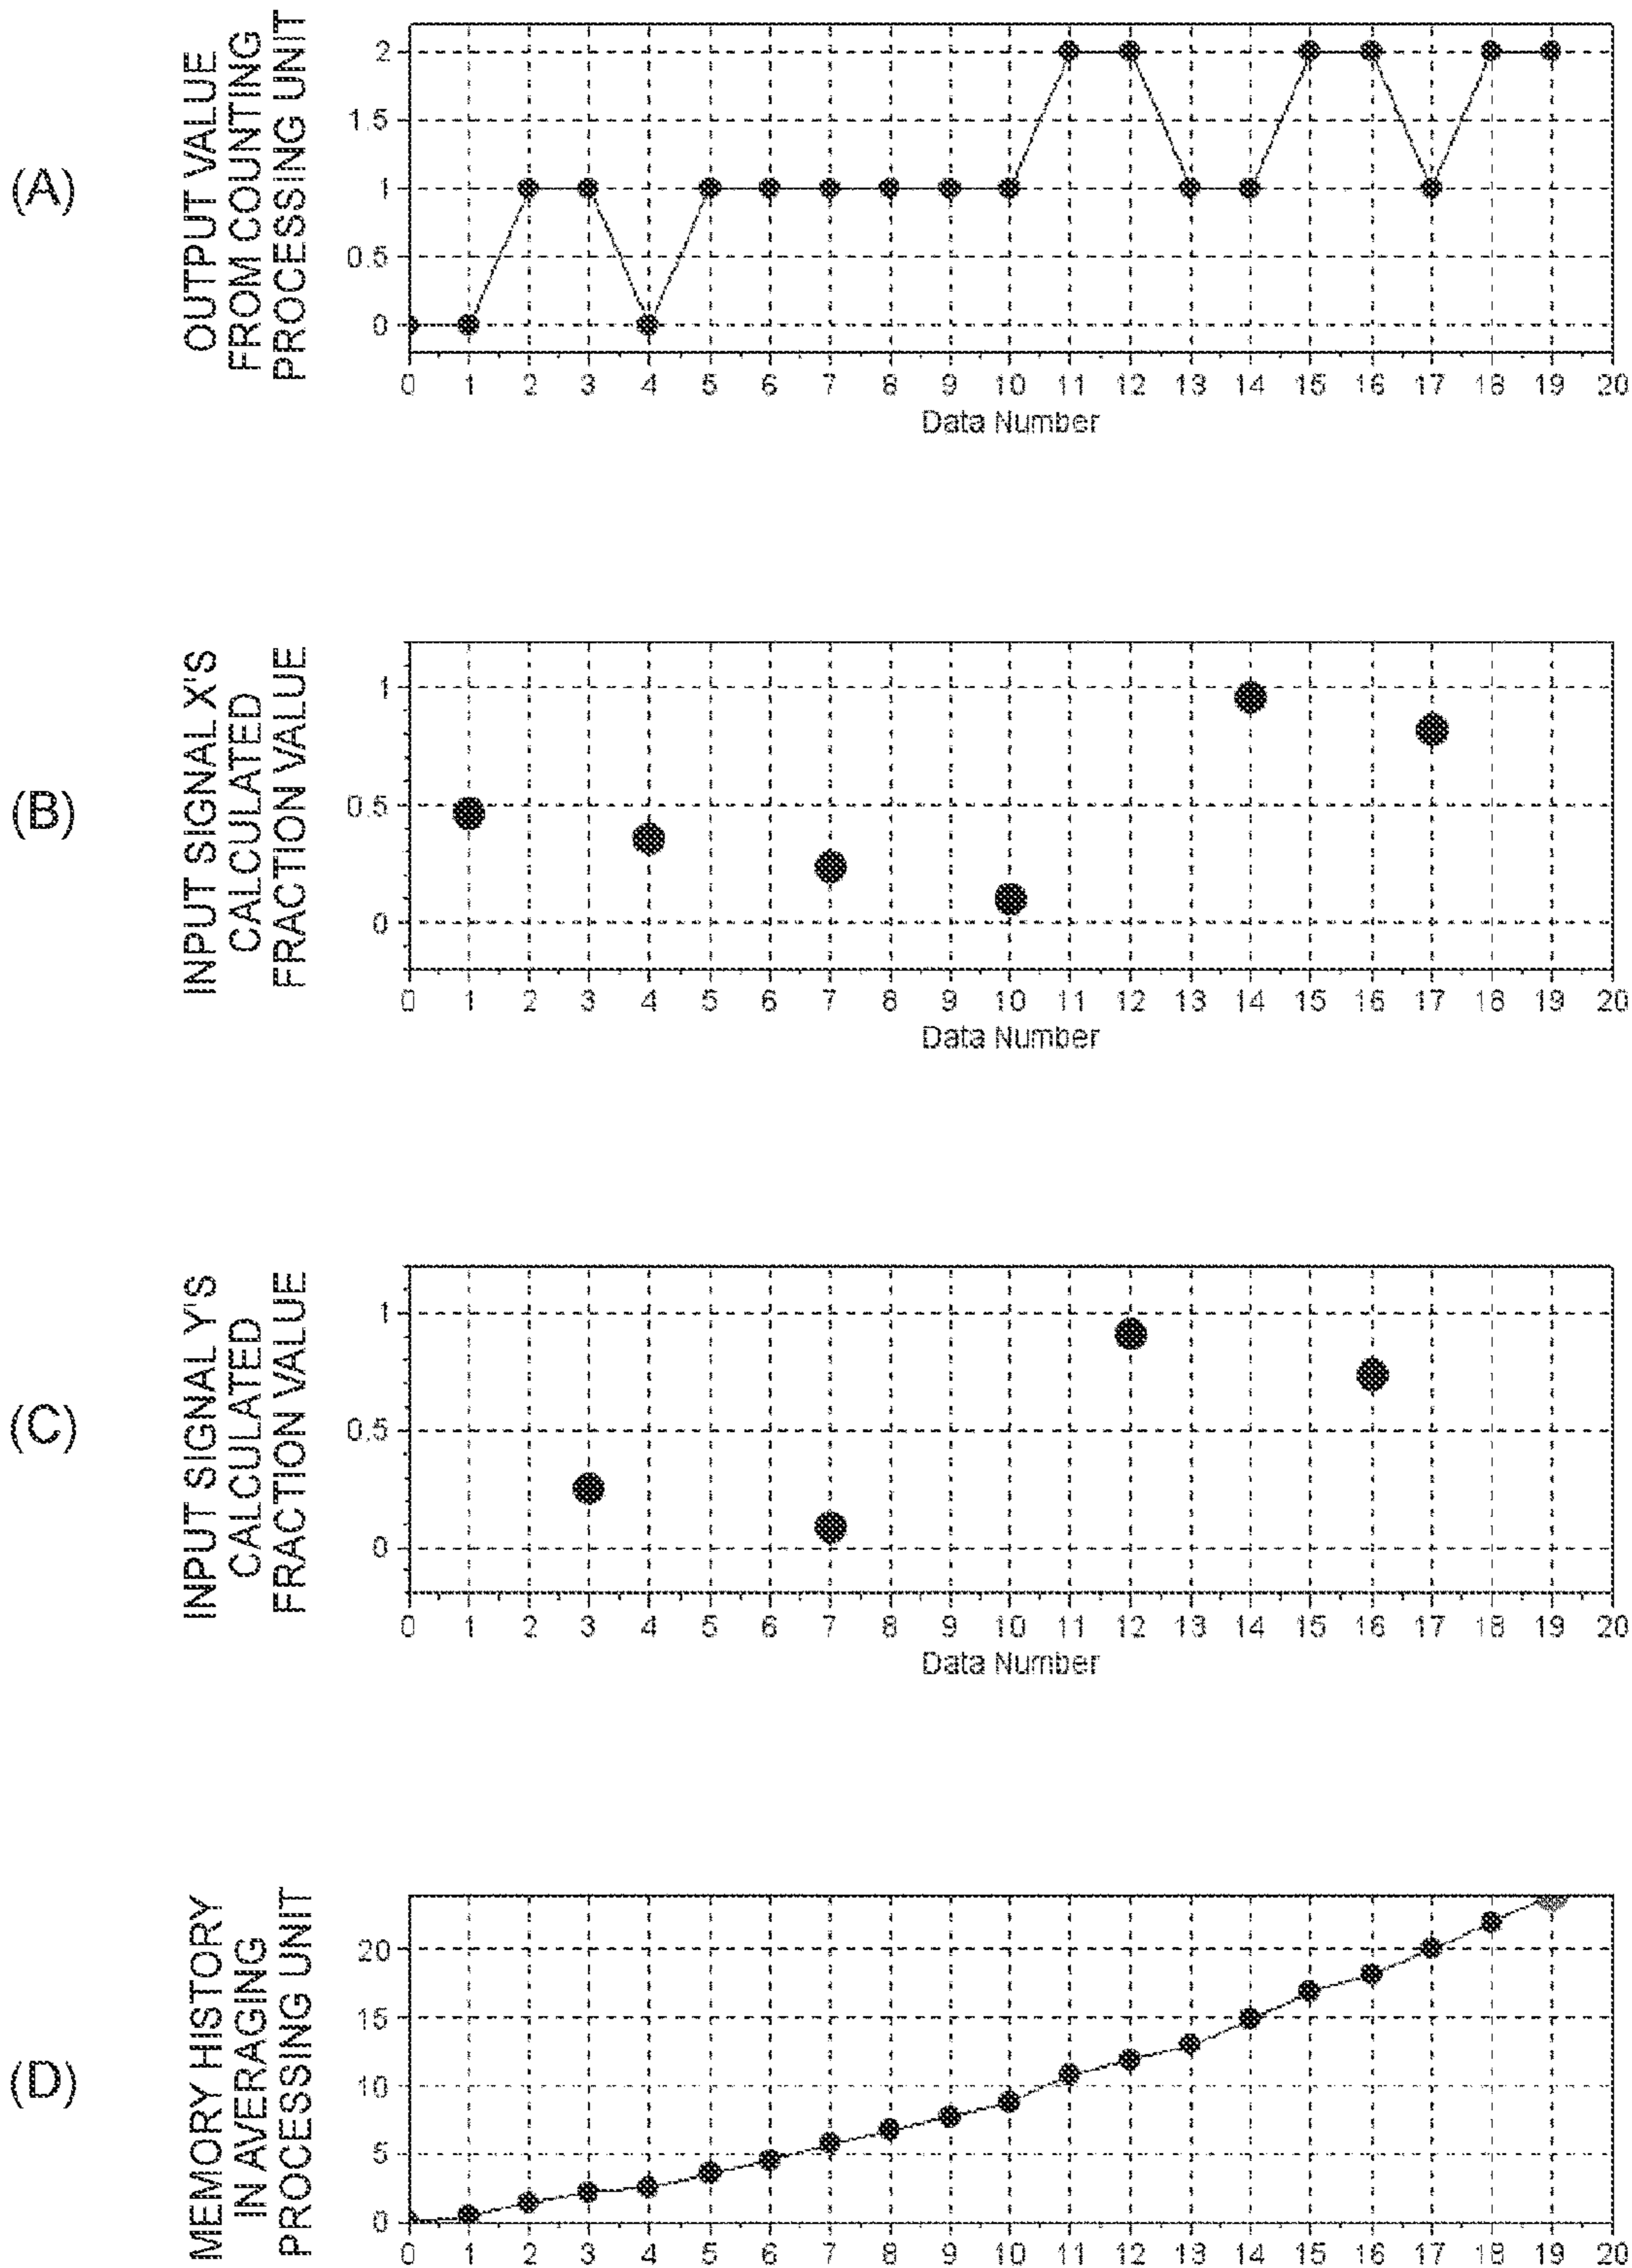 (A)
OUTPUT VALUE
FROM COUNTING
PROCESSING UNIT
2
1.5
1
0.5
0
0 1 2 3 4 5 6 7 8 9 10 11 12 13 14 15 16 17 18 19 20
Data Number
(B)
INPUT SIGNAL X'S
CALCULATED
FRACTION VALUE
1
0.5
0
0 1 2 3 4 5 6 7 8 9 10 11 12 13 14 15 16 17 18 19 20
Data Number
(C)
INPUT SIGNAL Y'S
CALCULATED
FRACTION VALUE
1
0.5
0
0 1 2 3 4 5 6 7 8 9 10 11 12 13 14 15 16 17 18 19 20
Data Number
(D)
MEMORY HISTORY
IN AVERAGING
PROCESSING UNIT
20
15
10
5
0
0 1 2 3 4 5 6 7 8 9 10 11 12 13 14 15 16 17 18 19 20